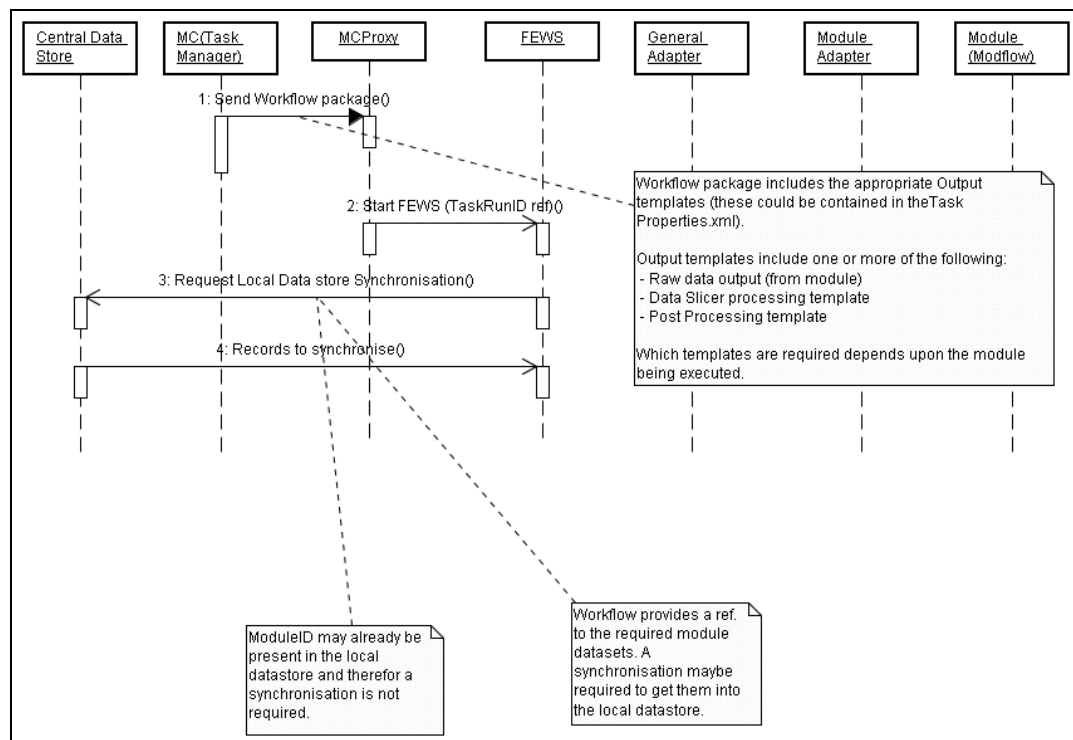 Central Data
Store
MC(Task
Manager)
MCProxy
FEWS
General
Adapter
Module
Adapter
Module
(Modflow)
1: Send Workflow package()
Workflow package includes the appropriate Output
templates (these could be contained in theTask
Properties.xml).
Output templates include one or more of the following:
- Raw data output (from module)
- Data Slicer processing template
- Post Processing template
Which templates are required depends upon the module
being executed.
2: Start FEWS (TaskRunID ref)()
3: Request Local Data store Synchronisation()
4: Records to synchronise()
ModuleID may already be
present in the local
datastore and therefor a
synchronisation is not
required.
Workflow provides a ref.
to the required module
datasets. A
synchronisation maybe
required to get them into
the local datastore.